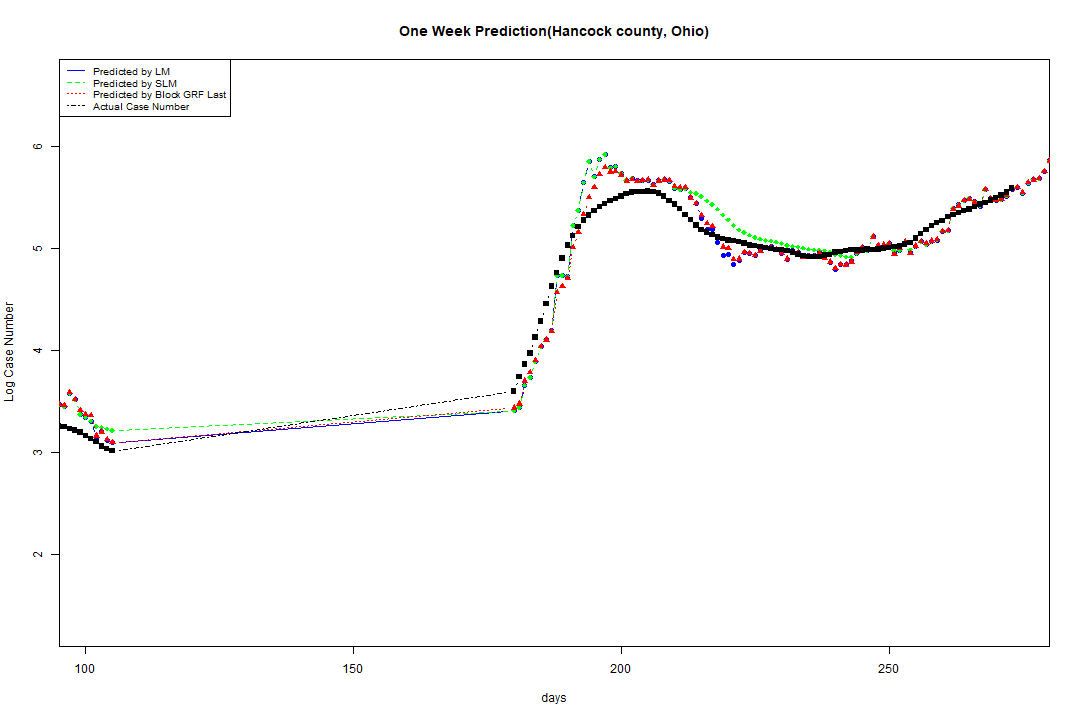 One Week Prediction(Hancock county, Ohio)
Predicted by LM
Predicted by SLM
Predicted by Block GRF Last
Actual Case Number
6
5
4
3
2
Log Case Number
100 150 200 250
days